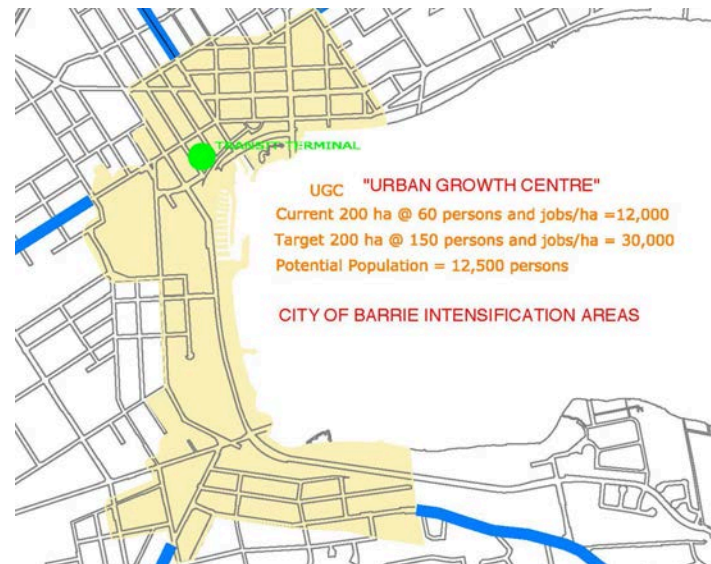 TRANSIT TERMINAL
UGC "URBAN GROWTH CENTRE"
Current 200 ha @ 60 persons and jobs/ha =12,000
Target 200 ha @ 150 persons and jobs/ha = 30,000
Potential Population = 12,500 persons
CITY OF BARRIE INTENSIFICATION AREAS